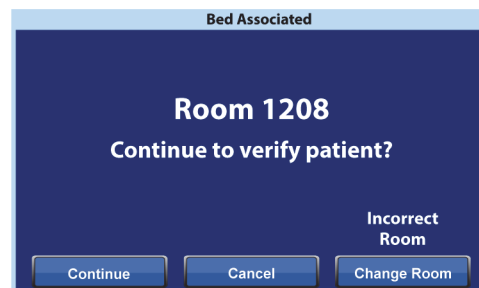 Bed Associated
Room 1208
Continue to verify patient?
Incorrect
Room
Continue
Cancel
Change Room